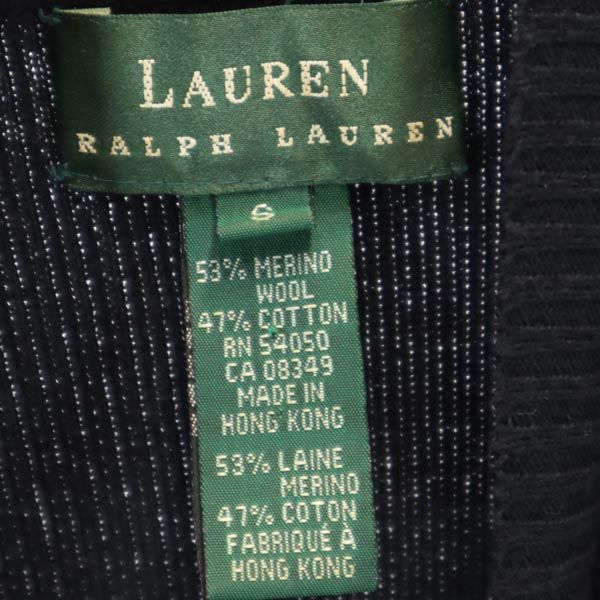 LAUREN
RALPH LAUREN
S
53% MERINO
WOOL
47% COTTON
RN 54050
CA 08349
MADE IN
HONG KONG
53% LAINE
MERINO
47% COTON
FABRIQUÉ À
HONG KONG